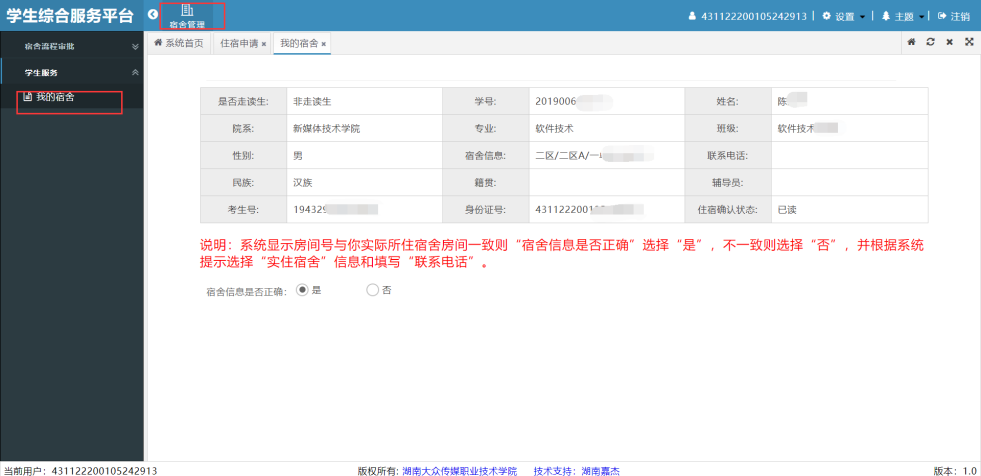 学生综合服务平台
宿舍管理
431122200105242913 | 设置 | 主题 | 注销
宿舍流程审批
系统首页 住宿申请 × 我的宿舍 ×
学生服务
我的宿舍
是否走读生: 非走读生 学号: 2019006 姓名: 陈
院系: 新媒体技术学院 专业: 软件技术 班级: 软件技术
性别: 男 宿舍信息: 二区/二区A/一 联系电话:
民族: 汉族 籍贯: 辅导员:
考生号: 194329 身份证号: 431122200 住宿确认状态: 已读
说明：系统显示房间号与你实际所住宿舍房间一致则“宿舍信息是否正确”选择“是”，不一致则选择“否”，并根据系统
提示选择“实住宿舍”信息和填写“联系电话”。
宿舍信息是否正确: 是 否
当前用户：431122200105242913 版权所有: 湖南大众传媒职业技术学院 技术支持：湖南嘉杰 版本：1.0